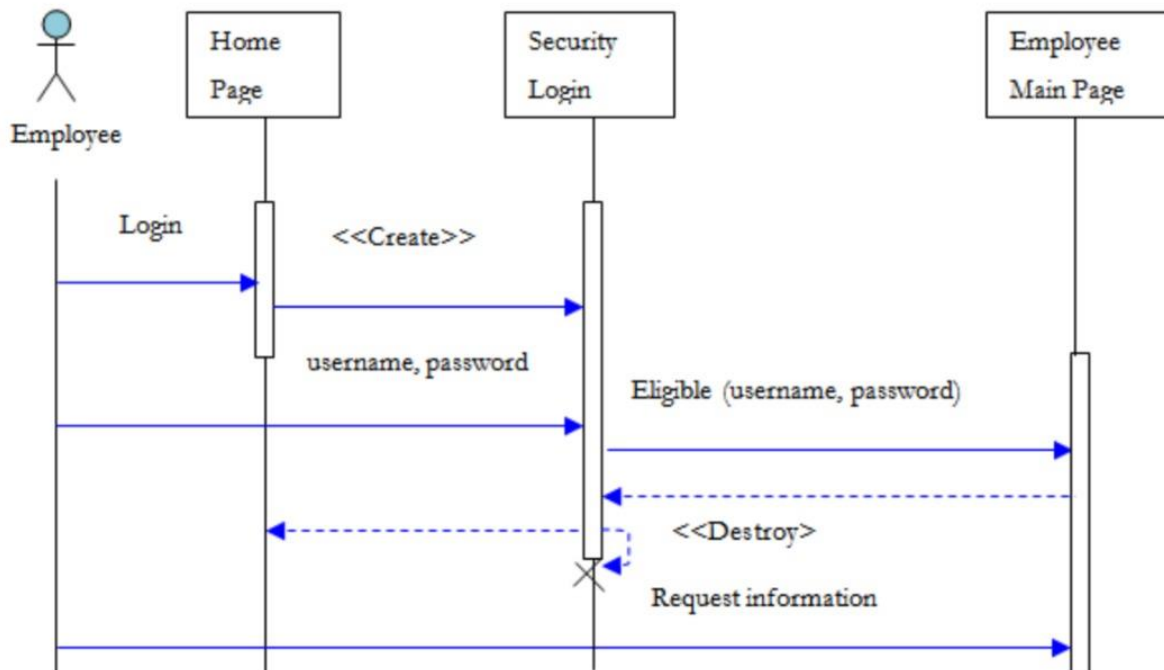 Home
Page
Security
Login
Employee
Main Page
Employee
Login
<<Create>>
username, password
Eligible (username, password)
<<Destroy>
Request information